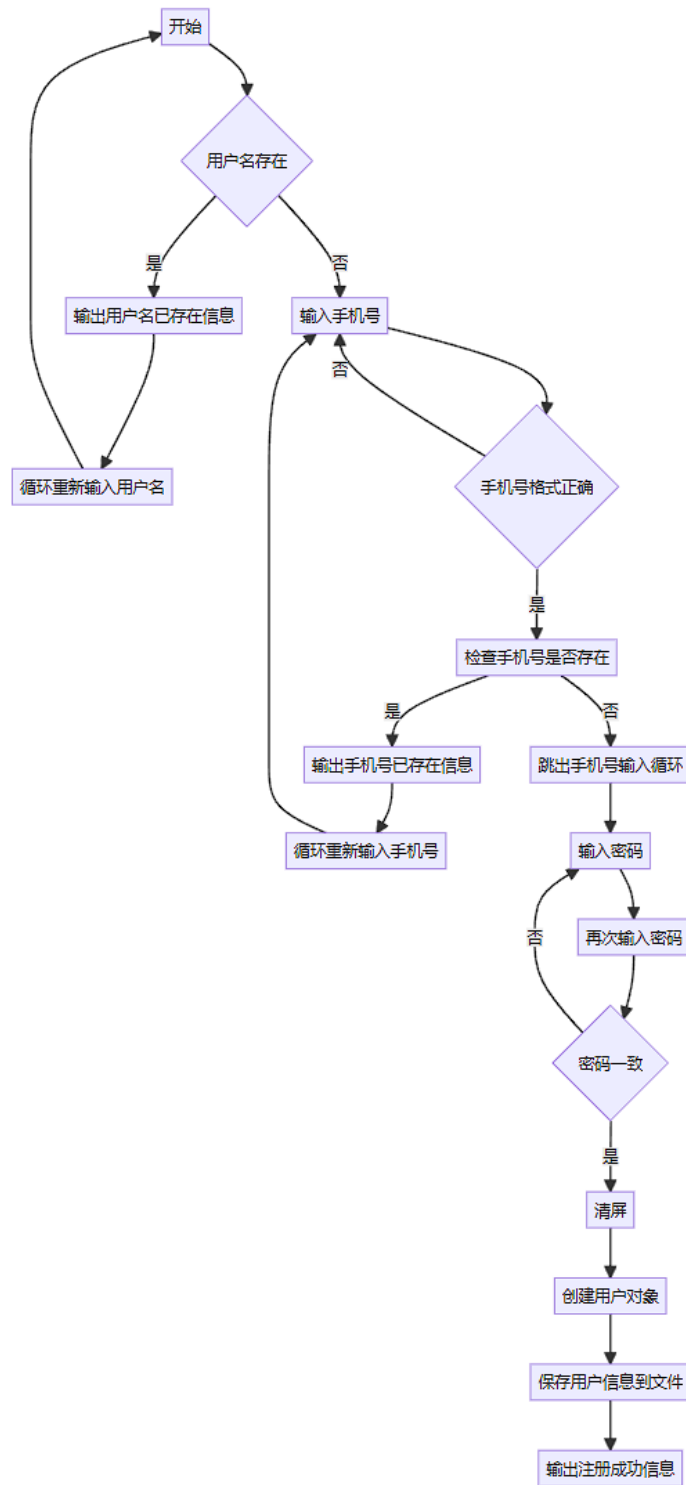 开始
用户名存在
是
否
输出用户名已存在信息
输入手机号
否
循环重新输入用户名
手机号格式正确
是
检查手机号是否存在
是
否
输出手机号已存在信息
跳出手机号输入循环
循环重新输入手机号
输入密码
否
再次输入密码
密码一致
是
清屏
创建用户对象
保存用户信息到文件
输出注册成功信息